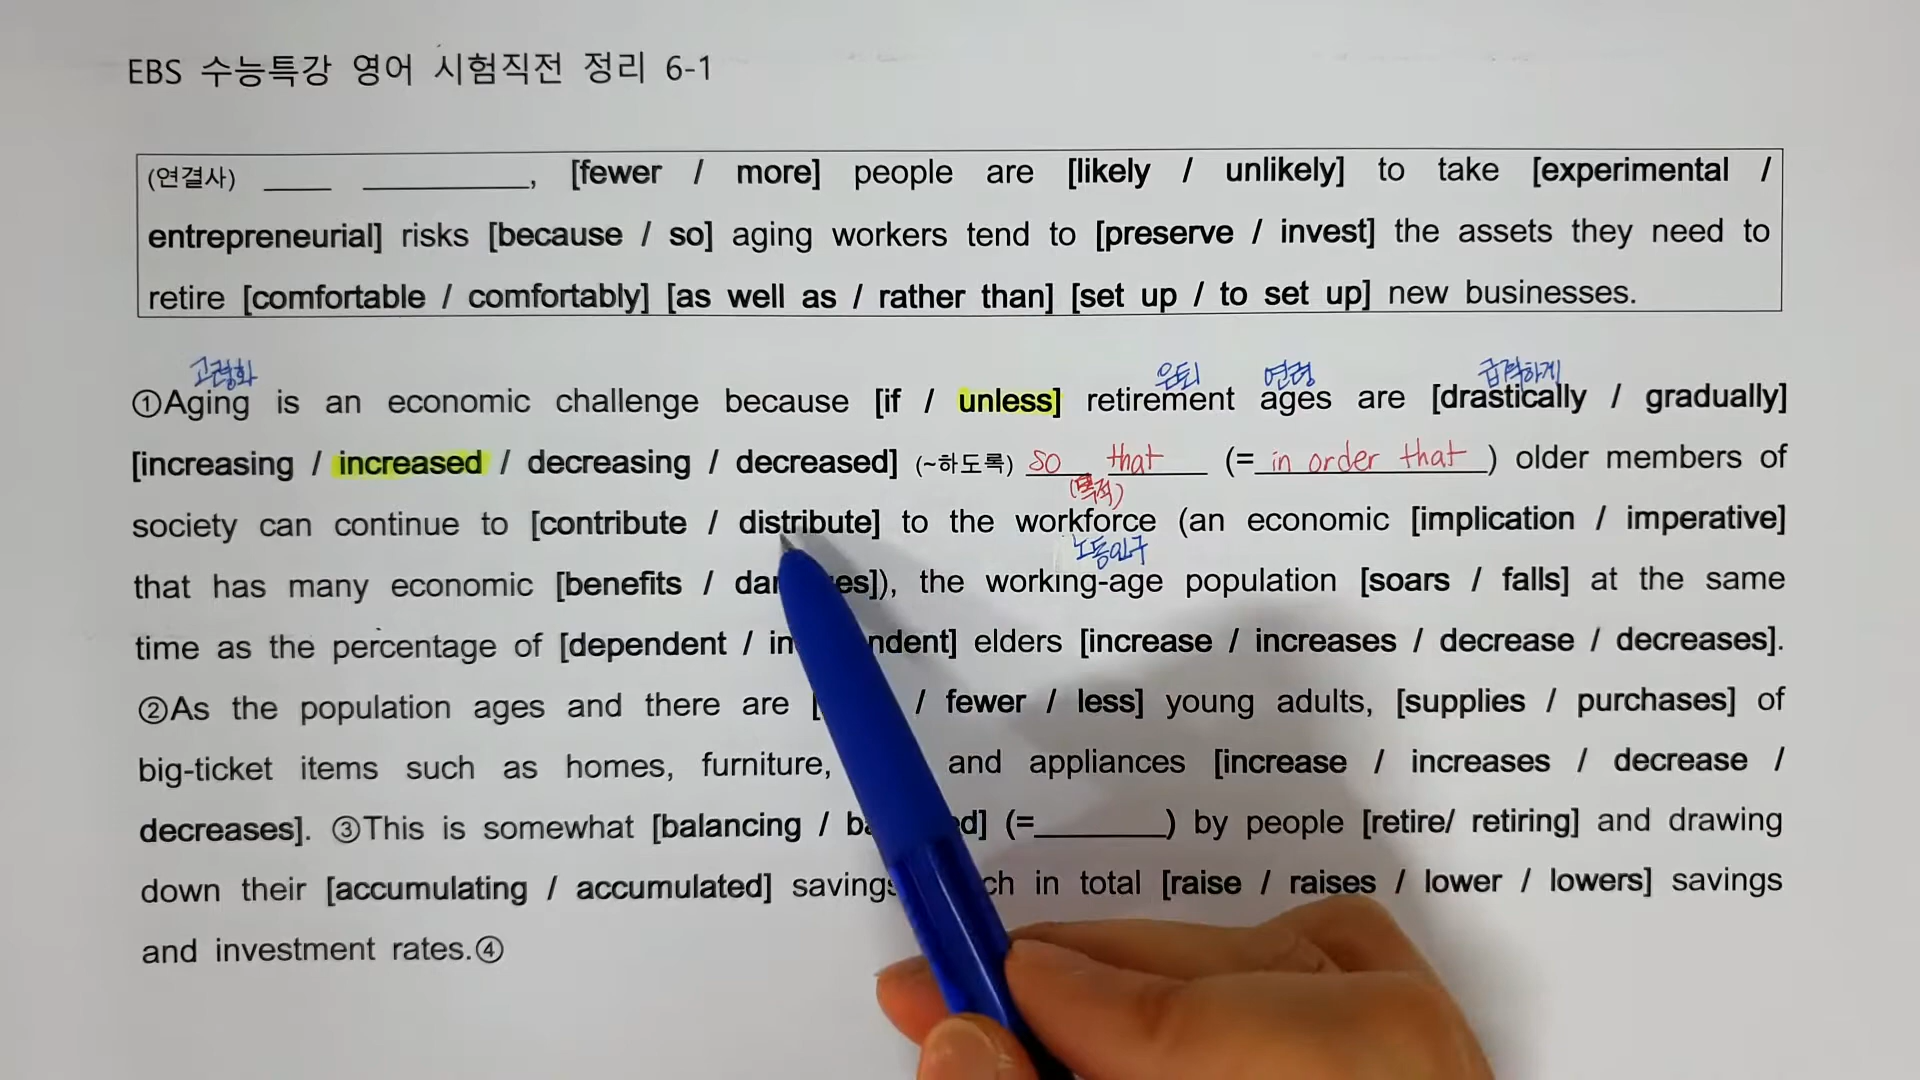 EBS 수능특강 영어 시험직전 정리 6-1
(연결사) ____ ________, [fewer / more] people are [likely / unlikely] to take [experimental /
entrepreneurial] risks [because / so] aging workers tend to [preserve / invest] the assets they need to
retire [comfortable / comfortably] [as well as / rather than] [set up / to set up] new businesses.
고령화 은퇴 연령 급격하게
①Aging is an economic challenge because [if / unless] retirement ages are [drastically / gradually]
[increasing / increased / decreasing / decreased] (~하도록) so that (= in order that ) older members of
(목적)
society can continue to [contribute / distribute] to the workforce (an economic [implication / imperative]
노동인구
that has many economic [benefits / es]), the working-age population [soars / falls] at the same
time as the percentage of [dependent / ] elders [increase / increases / decrease / decreases].
②As the population ages and there are [ / fewer / less] young adults, [supplies / purchases] of
big-ticket items such as homes, furniture, and appliances [increase / increases / decrease /
decreases]. ③This is somewhat [balancing / ] (=________) by people [retire/ retiring] and drawing
down their [accumulating / accumulated] savings in total [raise / raises / lower / lowers] savings
and investment rates.④